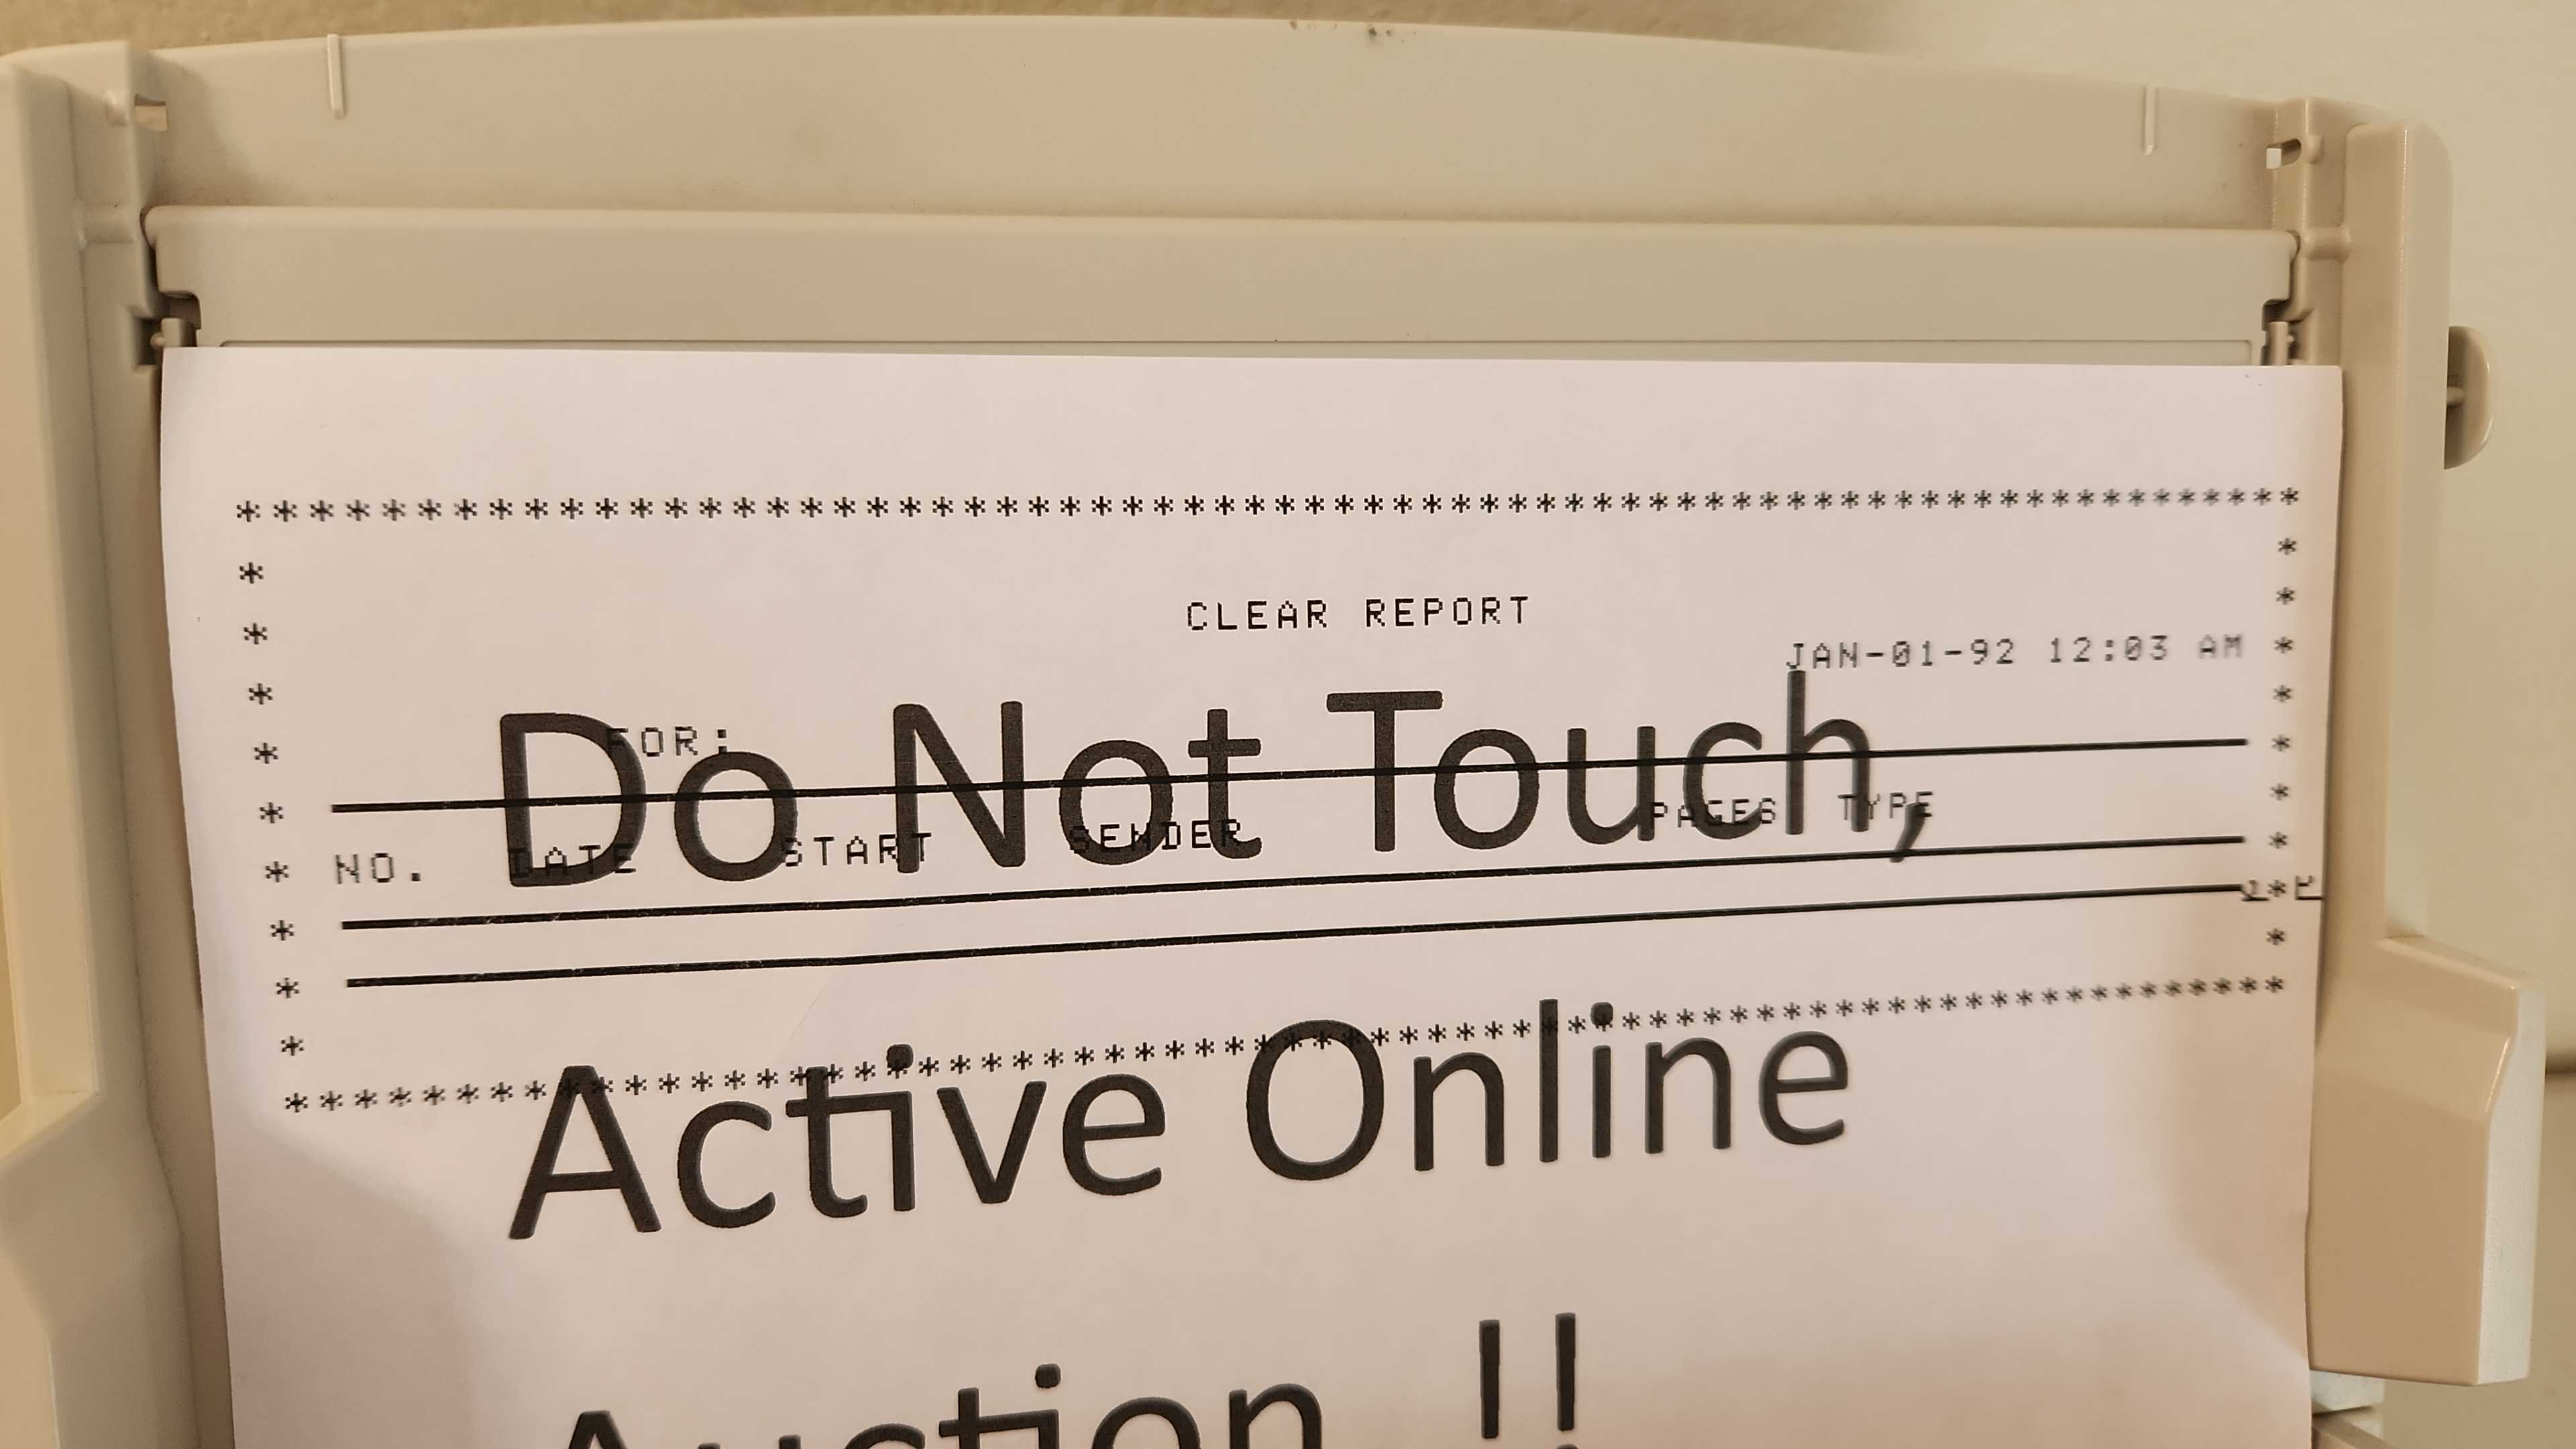 * * * * * * * * * * * * * * * * * * * * * * * * * * * * * * * * * * * * * * * * * * * * * * * * * * * * * * * * * * * *
CLEAR REPORT
JAN-01-92 12:03 AM
FOR:
Do Not Touch,
NO. DATE START SENDER PAGES TYPE
Active Online
* * * * * * * * * * * * * * * * * * * * * * * * * * * * * * * * * * * * * * * * * * * * * * * * * * * * * * * * * * * *
Auction !!